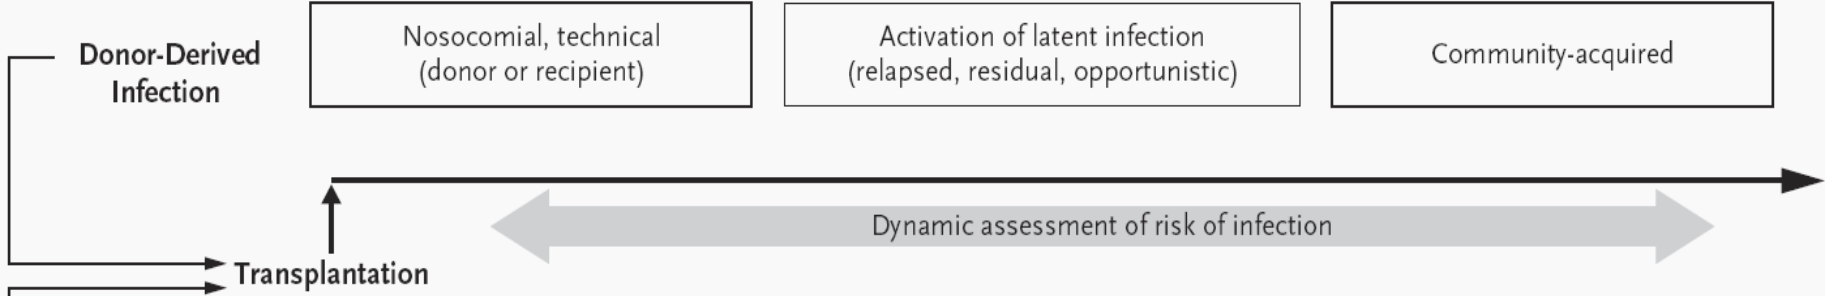 Donor-Derived
Infection
Nosocomial, technical
(donor or recipient)
Activation of latent infection
(relapsed, residual, opportunistic)
Community-acquired
Dynamic assessment of risk of infection
Transplantation